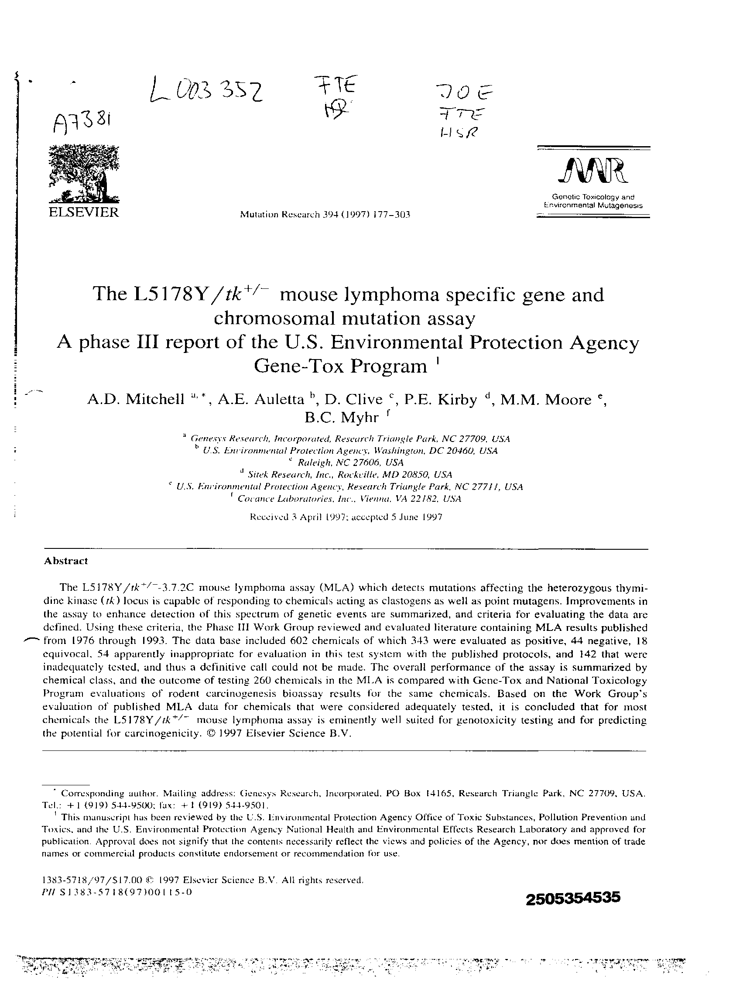 L003352
FTE
JOE
FTE
HSR
A7381
ELSEVIER
Mutation Research 394 (1997) 177–303
MR
Genetic Toxicology and
Environmental Mutagenesis
The L5178Y/tk+/− mouse lymphoma specific gene and
chromosomal mutation assay
A phase III report of the U.S. Environmental Protection Agency
Gene-Tox Program 1
A.D. Mitchell a,*, A.E. Auletta b, D. Clive c, P.E. Kirby d, M.M. Moore e,
B.C. Myhr f
a Genesys Research, Incorporated, Research Triangle Park, NC 27709, USA
b U.S. Environmental Protection Agency, Washington, DC 20460, USA
c Raleigh, NC 27606, USA
d Sitek Research, Inc., Rockville, MD 20850, USA
e U.S. Environmental Protection Agency, Research Triangle Park, NC 27711, USA
f Covance Laboratories, Inc., Vienna, VA 22182, USA
Received 3 April 1997; accepted 5 June 1997
Abstract
The L5178Y/tk+/−-3.7.2C mouse lymphoma assay (MLA) which detects mutations affecting the heterozygous thymi-
dine kinase (tk) locus is capable of responding to chemicals acting as clastogens as well as point mutagens. Improvements in
the assay to enhance detection of this spectrum of genetic events are summarized, and criteria for evaluating the data are
defined. Using these criteria, the Phase III Work Group reviewed and evaluated literature containing MLA results published
from 1976 through 1993. The data base included 602 chemicals of which 343 were evaluated as positive, 44 negative, 18
equivocal, 54 apparently inappropriate for evaluation in this test system with the published protocols, and 142 that were
inadequately tested, and thus a definitive call could not be made. The overall performance of the assay is summarized by
chemical class, and the outcome of testing 260 chemicals in the MLA is compared with Gene-Tox and National Toxicology
Program evaluations of rodent carcinogenesis bioassay results for the same chemicals. Based on the Work Group's
evaluation of published MLA data for chemicals that were considered adequately tested, it is concluded that for most
chemicals the L5178Y/tk+/− mouse lymphoma assay is eminently well suited for genotoxicity testing and for predicting
the potential for carcinogenicity. © 1997 Elsevier Science B.V.
* Corresponding author. Mailing address: Genesys Research, Incorporated, PO Box 14165, Research Triangle Park, NC 27709, USA.
Tel.: +1 (919) 544-9500; fax: +1 (919) 544-9501.
1 This manuscript has been reviewed by the U.S. Environmental Protection Agency Office of Toxic Substances, Pollution Prevention and
Toxics, and the U.S. Environmental Protection Agency National Health and Environmental Effects Research Laboratory and approved for
publication. Approval does not signify that the contents necessarily reflect the views and policies of the Agency, nor does mention of trade
names or commercial products constitute endorsement or recommendation for use.
1383-5718/97/$17.00 © 1997 Elsevier Science B.V. All rights reserved.
PII S1383-5718(97)00115-0
2505354535